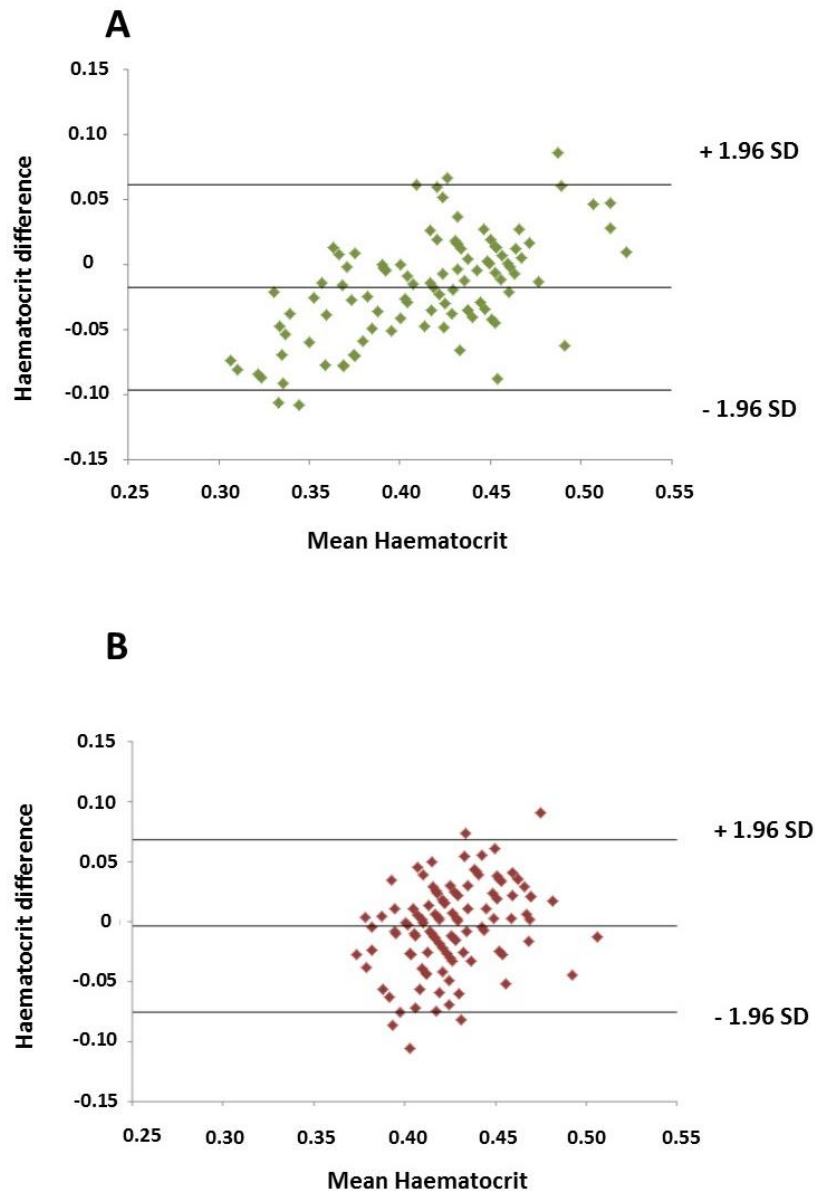 A
0.15
0.10
+ 1.96 SD
0.05
0
-0.05
-0.10
- 1.96 SD
-0.15
0.25 0.30 0.35 0.40 0.45 0.50 0.55
Haematocrit difference
Mean Haematocrit
B
0.15
0.10
+ 1.96 SD
0.05
0
-0.05
- 1.96 SD
-0.10
-0.15
0.25 0.30 0.35 0.40 0.45 0.50 0.55
Haematocrit difference
Mean Haematocrit